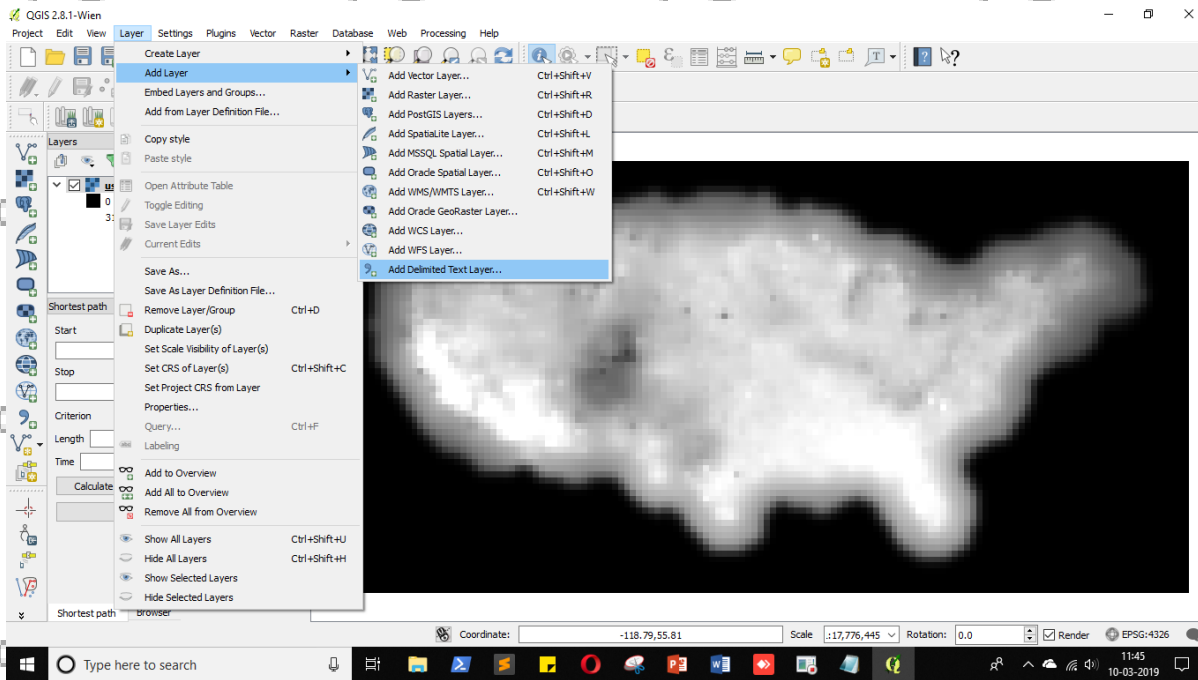 QGIS 2.8.1-Wien
Project Edit View Layer Settings Plugins Vector Raster Database Web Processing Help
Create Layer
Add Layer
Embed Layers and Groups...
Add from Layer Definition File...
Copy style
Paste style
Open Attribute Table
Toggle Editing
Save Layer Edits
Current Edits
Save As...
Save As Layer Definition File...
Remove Layer/Group Ctrl+D
Duplicate Layer(s)
Set Scale Visibility of Layer(s)
Set CRS of Layer(s) Ctrl+Shift+C
Set Project CRS from Layer
Properties...
Query... Ctrl+F
Labeling
Add to Overview
Add All to Overview
Remove All from Overview
Show All Layers Ctrl+Shift+U
Hide All Layers Ctrl+Shift+H
Show Selected Layers
Hide Selected Layers
Add Vector Layer... Ctrl+Shift+V
Add Raster Layer... Ctrl+Shift+R
Add PostGIS Layers... Ctrl+Shift+D
Add SpatiaLite Layer... Ctrl+Shift+L
Add MSSQL Spatial Layer... Ctrl+Shift+M
Add Oracle Spatial Layer... Ctrl+Shift+O
Add WMS/WMTS Layer... Ctrl+Shift+W
Add Oracle GeoRaster Layer...
Add WCS Layer...
Add WFS Layer...
Add Delimited Text Layer...
Layers
us
0
31
Shortest path
Start
Stop
Criterion
Length
Time
Calculate
Shortest path Browser
Coordinate: -118.79,55.81 Scale .:17,776,445 Rotation: 0.0 Render EPSG:4326
Type here to search
11:45
10-03-2019